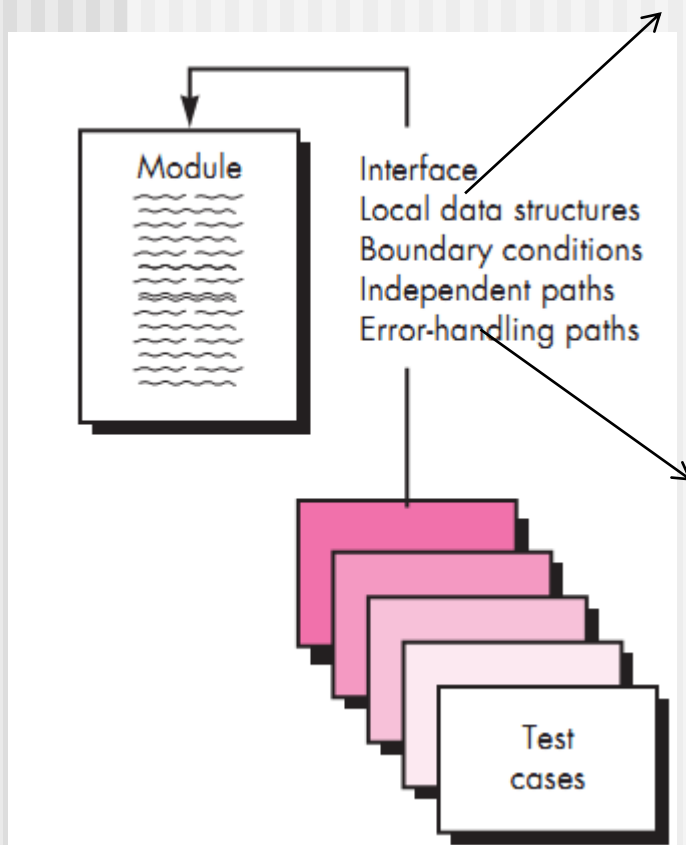 Module
Interface
Local data structures
Boundary conditions
Independent paths
Error-handling paths
Test
cases